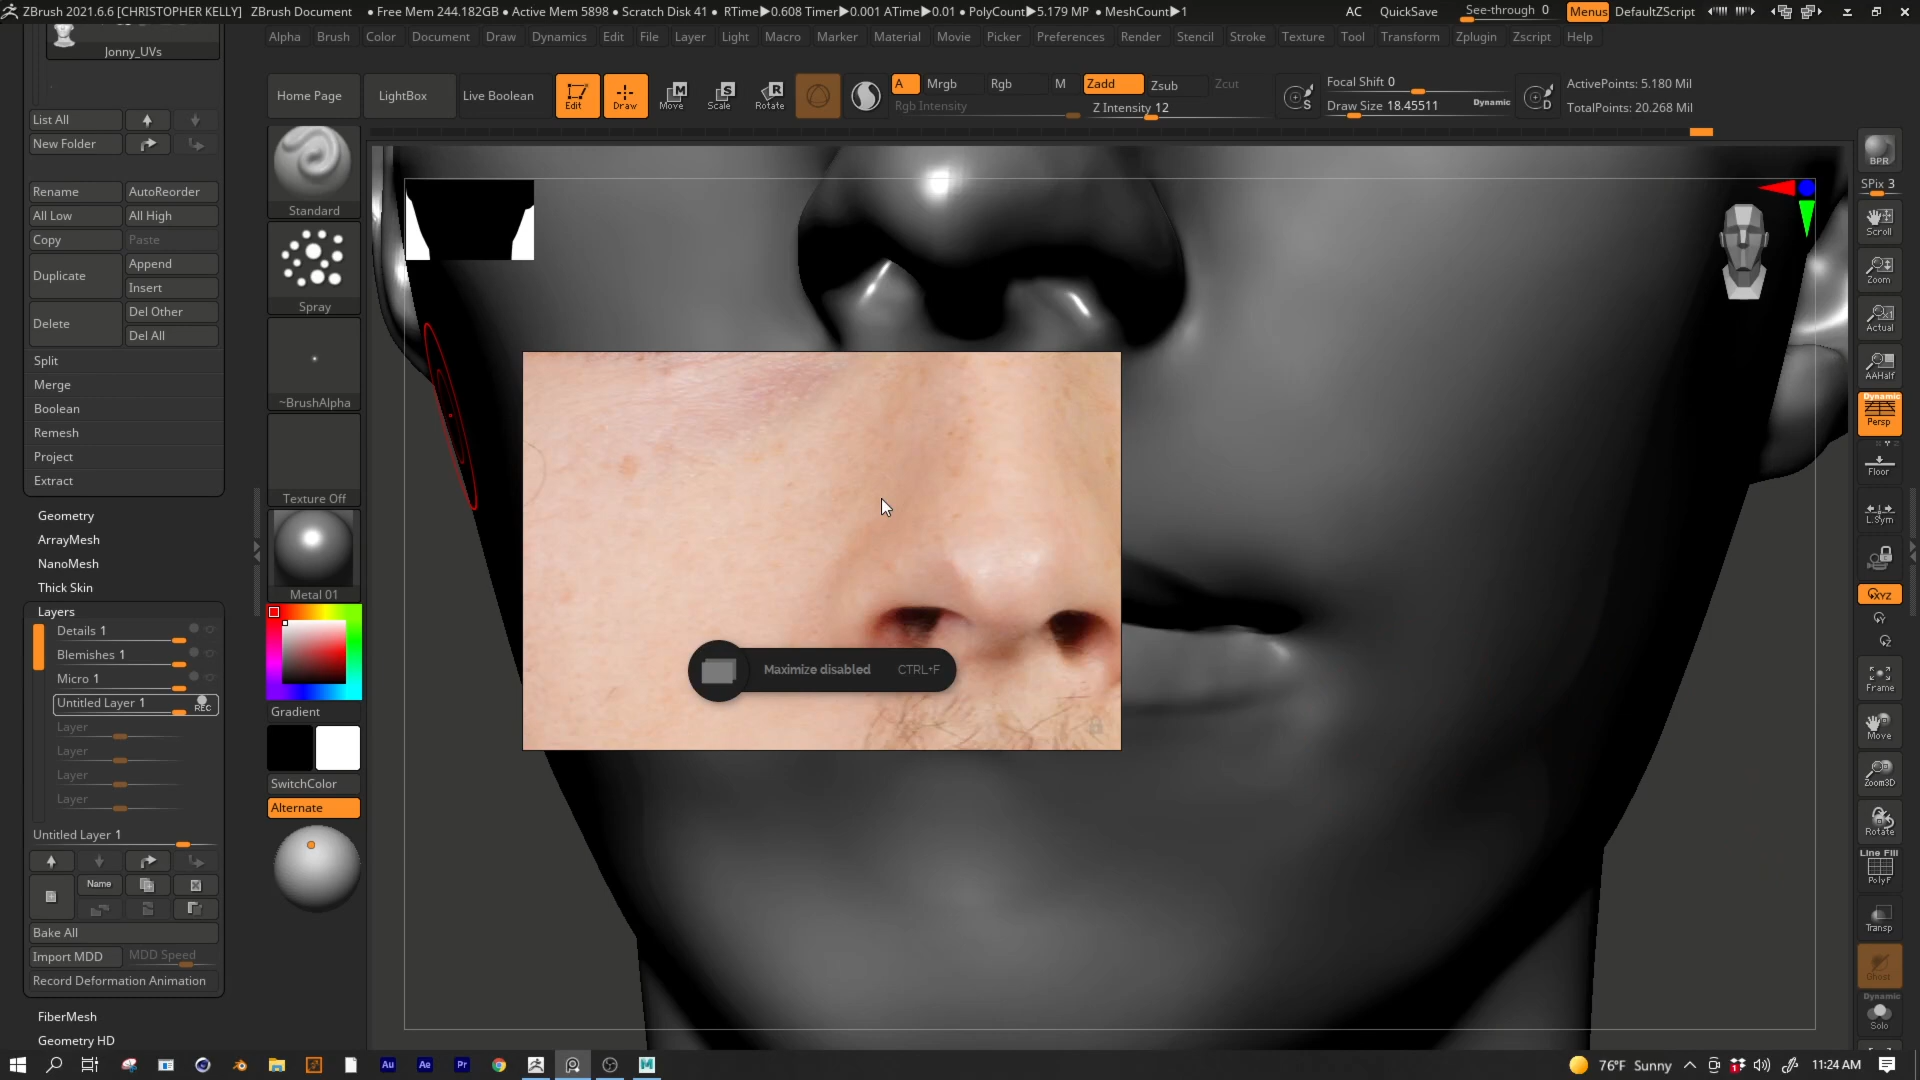 ZBrush 2021.6.6 [CHRISTOPHER KELLY] ZBrush Document • Free Mem 244.182GB • Active Mem 5898 • Scratch Disk 41 • RTime▶0.608 Timer▶0.001 ATime▶0.01 • PolyCount▶5.179 MP • MeshCount▶1 AC QuickSave See-through 0 Menus DefaultZScript
Alpha Brush Color Document Draw Dynamics Edit File Layer Light Macro Marker Material Movie Picker Preferences Render Stencil Stroke Texture Tool Transform Zplugin Zscript Help
Jonny_UVs
List All
New Folder
Rename AutoReorder
All Low All High
Copy Paste
Duplicate Append
Insert
Delete Del Other
Del All
Split
Merge
Boolean
Remesh
Project
Extract
Geometry
ArrayMesh
NanoMesh
Thick Skin
Layers
Details 1
Blemishes 1
Micro 1
Untitled Layer 1 REC
Layer
Layer
Layer
Layer
Untitled Layer 1
Name
Bake All
Import MDD MDD Speed
Record Deformation Animation
FiberMesh
Geometry HD
Home Page LightBox Live Boolean Edit Draw Move Scale Rotate
M S R
A Mrgb Rgb M Zadd Zsub Zcut
Rgb Intensity Z Intensity 12
S Focal Shift 0
Draw Size 18.45511 Dynamic D
ActivePoints: 5.180 Mil
TotalPoints: 20.268 Mil
Standard
Spray
~BrushAlpha
Texture Off
Metal 01
Gradient
SwitchColor
Alternate
Maximize disabled CTRL+F
BPR
SPix 3
Scroll
Zoom
Actual
AAHalf
Dynamic
Persp
Floor
L.Sym
XYZ
Y
Z
Frame
Move
Zoom3D
Rotate
Line Fill
PolyF
Transp
Ghost
Dynamic
Solo
Au Ae Pr
76°F Sunny 11:24 AM